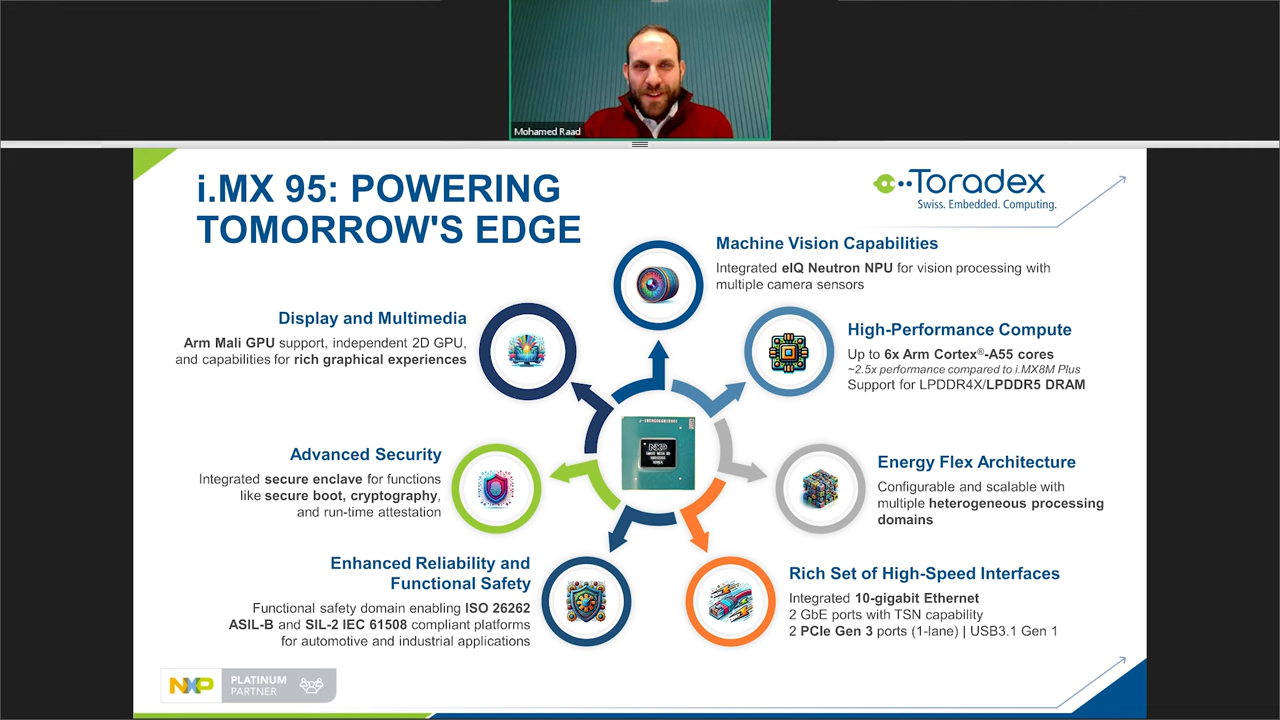 Mohamed Raad
i.MX 95: POWERING
TOMORROW'S EDGE
Toradex
Swiss. Embedded. Computing.
Machine Vision Capabilities
Integrated eIQ Neutron NPU for vision processing with
multiple camera sensors
Display and Multimedia
Arm Mali GPU support, independent 2D GPU,
and capabilities for rich graphical experiences
High-Performance Compute
Up to 6x Arm Cortex®-A55 cores
~2.5x performance compared to i.MX8M Plus
Support for LPDDR4X/LPDDR5 DRAM
NXP
Advanced Security
Integrated secure enclave for functions
like secure boot, cryptography,
and run-time attestation
Energy Flex Architecture
Configurable and scalable with
multiple heterogeneous processing
domains
Enhanced Reliability and
Functional Safety
Functional safety domain enabling ISO 26262
ASIL-B and SIL-2 IEC 61508 compliant platforms
for automotive and industrial applications
Rich Set of High-Speed Interfaces
Integrated 10-gigabit Ethernet
2 GbE ports with TSN capability
2 PCIe Gen 3 ports (1-lane) | USB3.1 Gen 1
NXP
PLATINUM
PARTNER